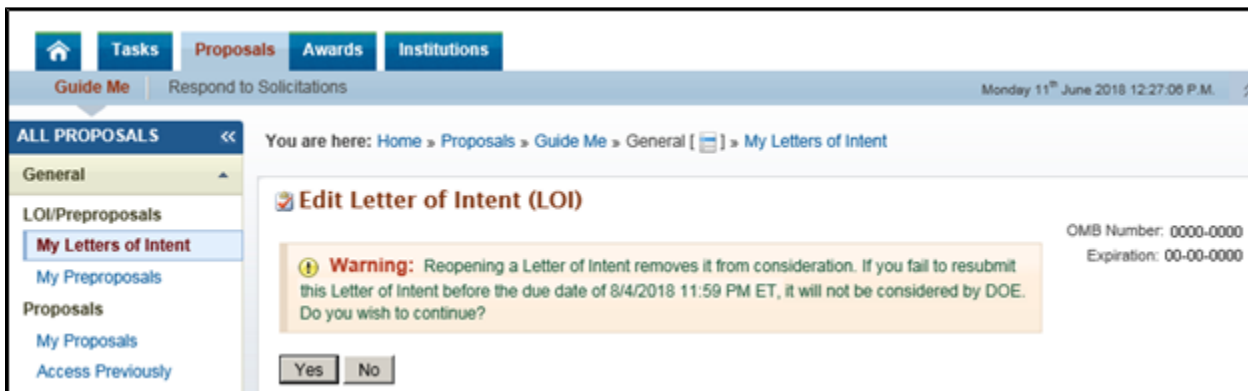 Tasks Proposals Awards Institutions
Guide Me Respond to Solicitations Monday 11th June 2018 12:27:06 P.M.
ALL PROPOSALS «
You are here: Home » Proposals » Guide Me » General [ ] » My Letters of Intent
General
Edit Letter of Intent (LOI)
LOI/Preproposals
OMB Number: 0000-0000
My Letters of Intent
Expiration: 00-00-0000
Warning: Reopening a Letter of Intent removes it from consideration. If you fail to resubmit
this Letter of Intent before the due date of 8/4/2018 11:59 PM ET, it will not be considered by DOE.
Do you wish to continue?
My Preproposals
Proposals
My Proposals
Access Previously
Yes No